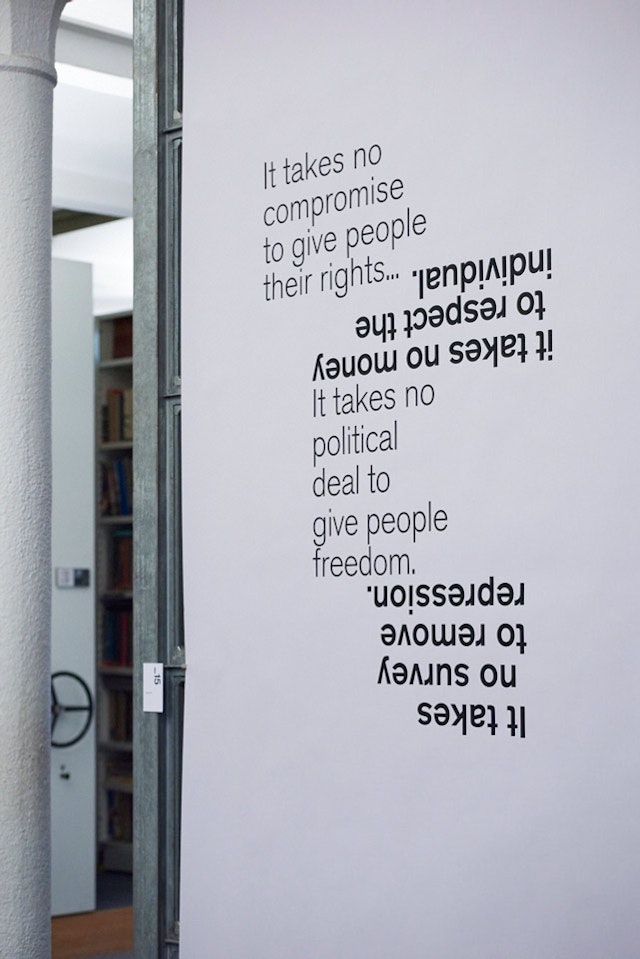 It takes no
compromise
to give people
their rights...
it takes no money
to respect the
individual.
It takes no
political
deal to
give people
freedom.
It takes
no survey
to remove
repression.
—15